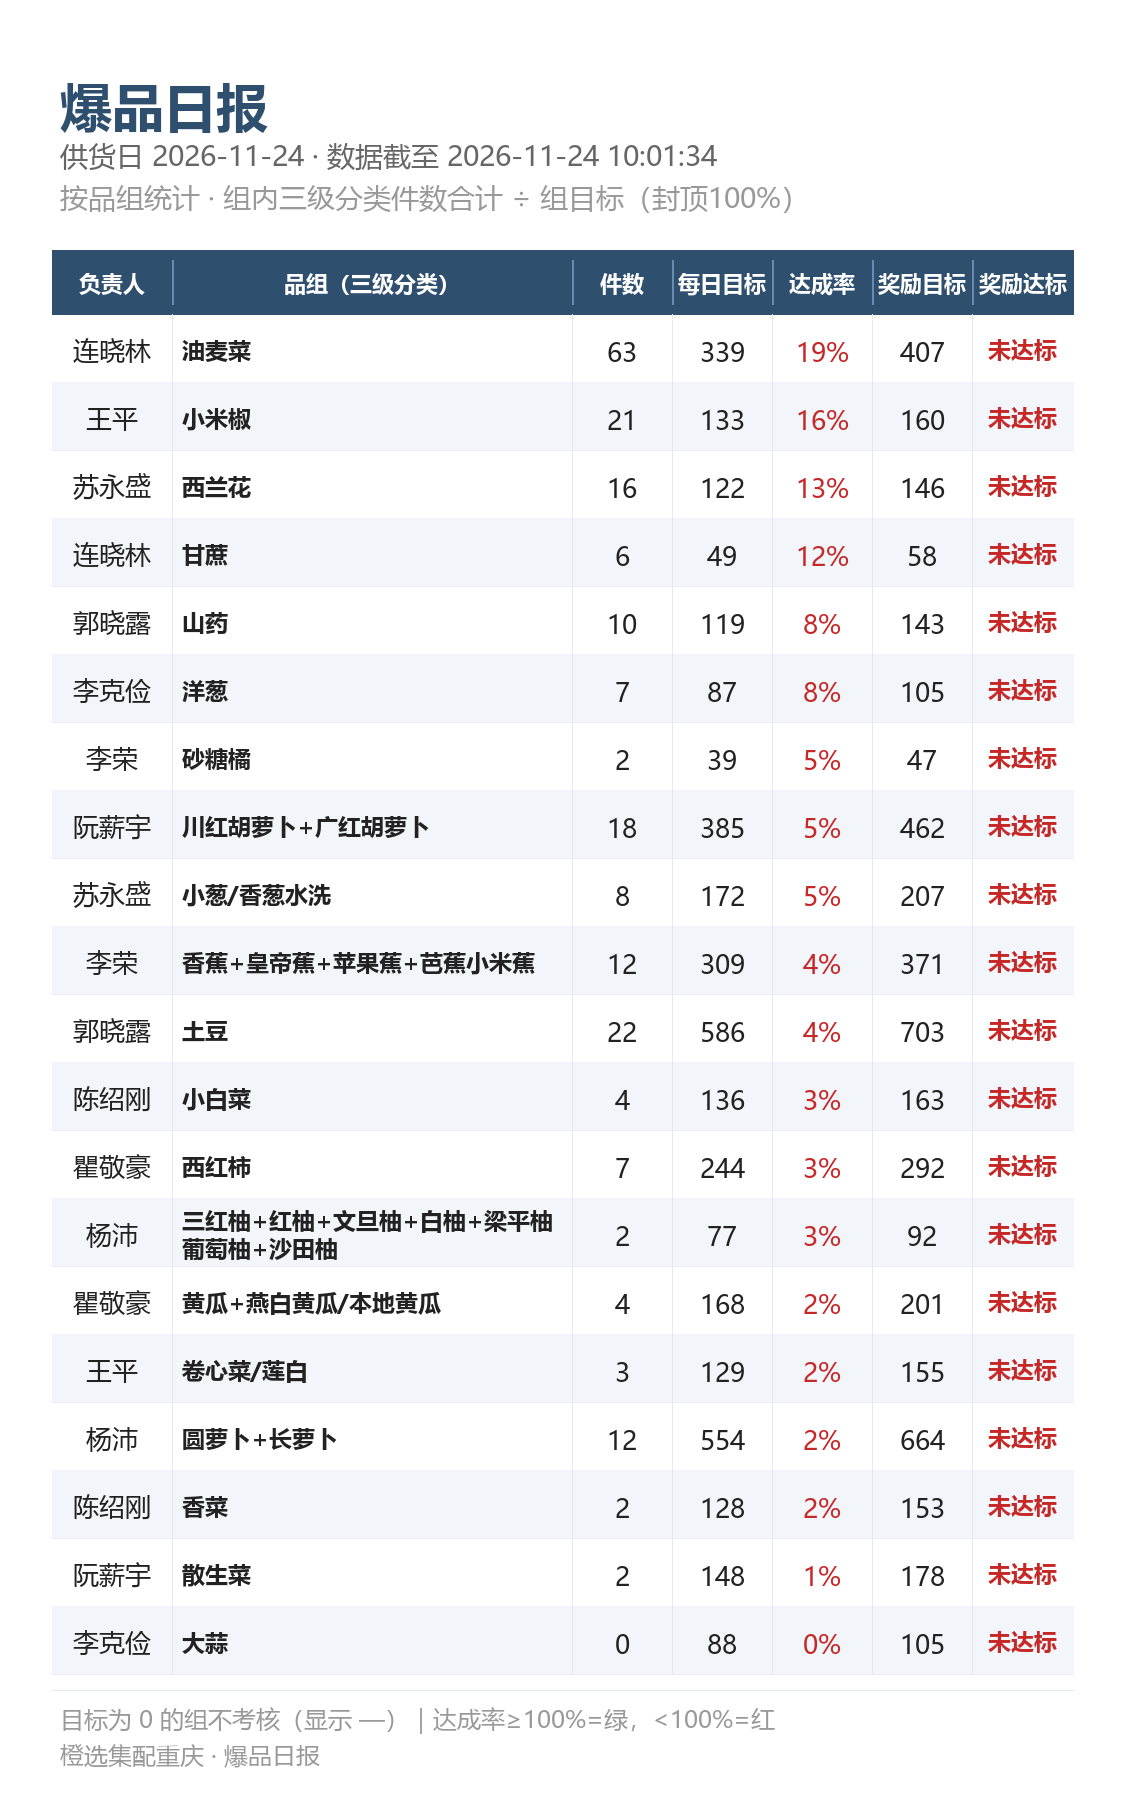 爆品日报
供货日 2026-11-24 · 数据截至 2026-11-24 10:01:34
按品组统计 · 组内三级分类件数合计 ÷ 组目标（封顶100%）
负责人 品组（三级分类） 件数 每日目标 达成率 奖励目标 奖励达标
连晓林 油麦菜 63 339 19% 407 未达标
王平 小米椒 21 133 16% 160 未达标
苏永盛 西兰花 16 122 13% 146 未达标
连晓林 甘蔗 6 49 12% 58 未达标
郭晓露 山药 10 119 8% 143 未达标
李克俭 洋葱 7 87 8% 105 未达标
李荣 砂糖橘 2 39 5% 47 未达标
阮薪宇 川红胡萝卜+广红胡萝卜 18 385 5% 462 未达标
苏永盛 小葱/香葱水洗 8 172 5% 207 未达标
李荣 香蕉+皇帝蕉+苹果蕉+芭蕉小米蕉 12 309 4% 371 未达标
郭晓露 土豆 22 586 4% 703 未达标
陈绍刚 小白菜 4 136 3% 163 未达标
瞿敬豪 西红柿 7 244 3% 292 未达标
杨沛 三红柚+红柚+文旦柚+白柚+梁平柚
葡萄柚+沙田柚 2 77 3% 92 未达标
瞿敬豪 黄瓜+燕白黄瓜/本地黄瓜 4 168 2% 201 未达标
王平 卷心菜/莲白 3 129 2% 155 未达标
杨沛 圆萝卜+长萝卜 12 554 2% 664 未达标
陈绍刚 香菜 2 128 2% 153 未达标
阮薪宇 散生菜 2 148 1% 178 未达标
李克俭 大蒜 0 88 0% 105 未达标
目标为 0 的组不考核（显示 —）｜达成率≥100%=绿，<100%=红
橙选集配重庆 · 爆品日报